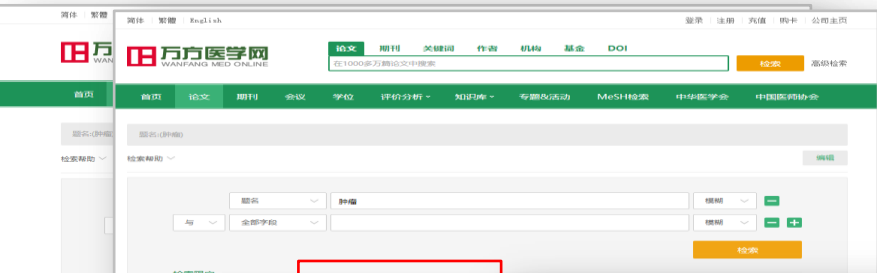 简体 繁體
简体 繁體 English 登录 注册 充值 购卡 公司主页
万
WAN
万方医学网
WANFANG MED ONLINE
论文 期刊 关键词 作者 机构 基金 DOI
在1000多万篇论文中搜索 检索 高级检索
首页
首页 论文 期刊 会议 学位 评价分析 知识库 专题&活动 MeSH检索 中华医学会 中国医师协会
题名:(肿瘤)
题名:(肿瘤)
检索帮助
检索帮助 编辑
题名 肿瘤 模糊
与 全部字段 模糊
检索